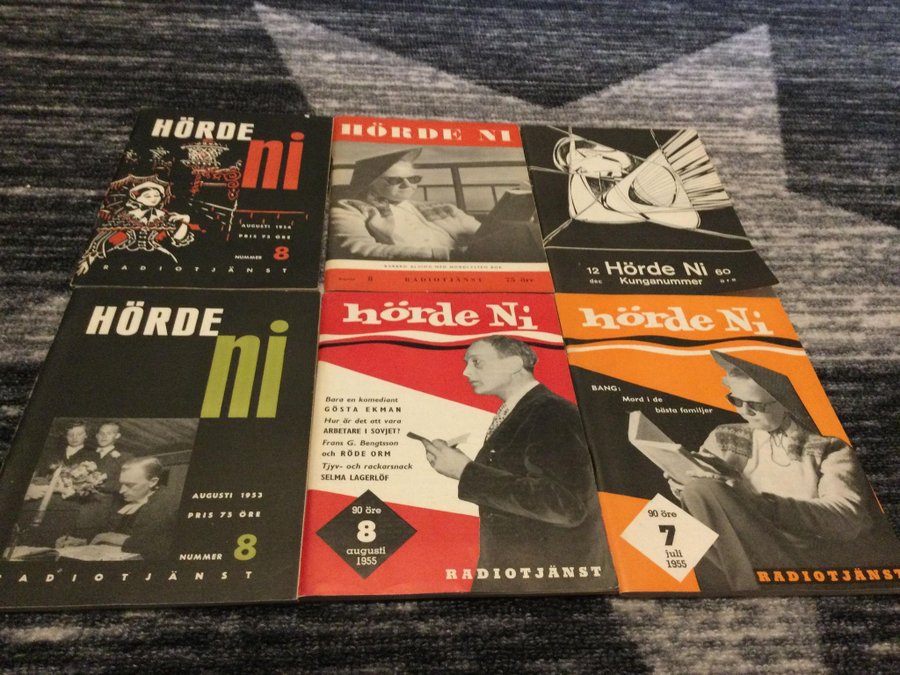 HÖRDE
ni
AUGUSTI 1954
PRIS 75 ÖRE
NUMMER 8
RADIOTJÄNST
HÖRDE NI
8 RADIOTJÄNST 75 öre
12 Hörde Ni 60
dec Kunganummer öre
HÖRDE
ni
AUGUSTI 1953
PRIS 75 ÖRE
NUMMER 8
RADIOTJÄNST
hörde Ni
Bara en komediant
GÖSTA EKMAN
Hur är det att vara
ARBETARE I SOVJET?
Frans G. Bengtsson
och RÖDE ORM
Tjyv- och rackarsnack
SELMA LAGERLÖF
90 öre
8
augusti
1955
RADIOTJÄNST
hörde Ni
BANG:
Mord i de
bästa familjer
90 öre
7
juli
1955
RADIOTJÄNST